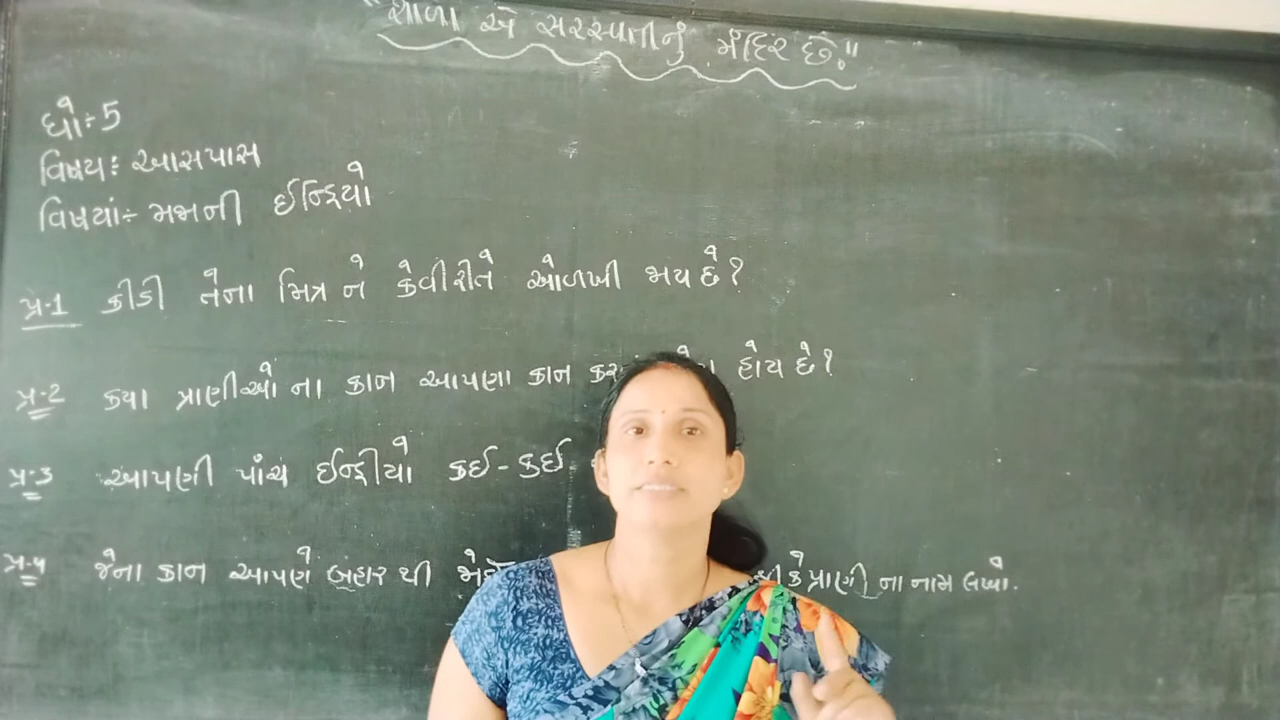 "શાળા એ સરસ્વતીનું મંદિર છે."
ધો:-5
વિષય:- આસપાસ
વિષયાં:- મજાની ઈન્દ્રિયો
પ્ર-1 કીડી તેના મિત્ર ને કેવીરીતે ઓળખી જાય છે?
પ્ર-2 કયા પ્રાણીઓ ના કાન આપણા કાન હોય છે?
પ્ર-3 આપણી પાંચ ઈન્દ્રીયો કઈ-કઈ
પ્ર-૫ જેના કાન આપણે બહાર થી કે પ્રાણી ના નામ લખો.